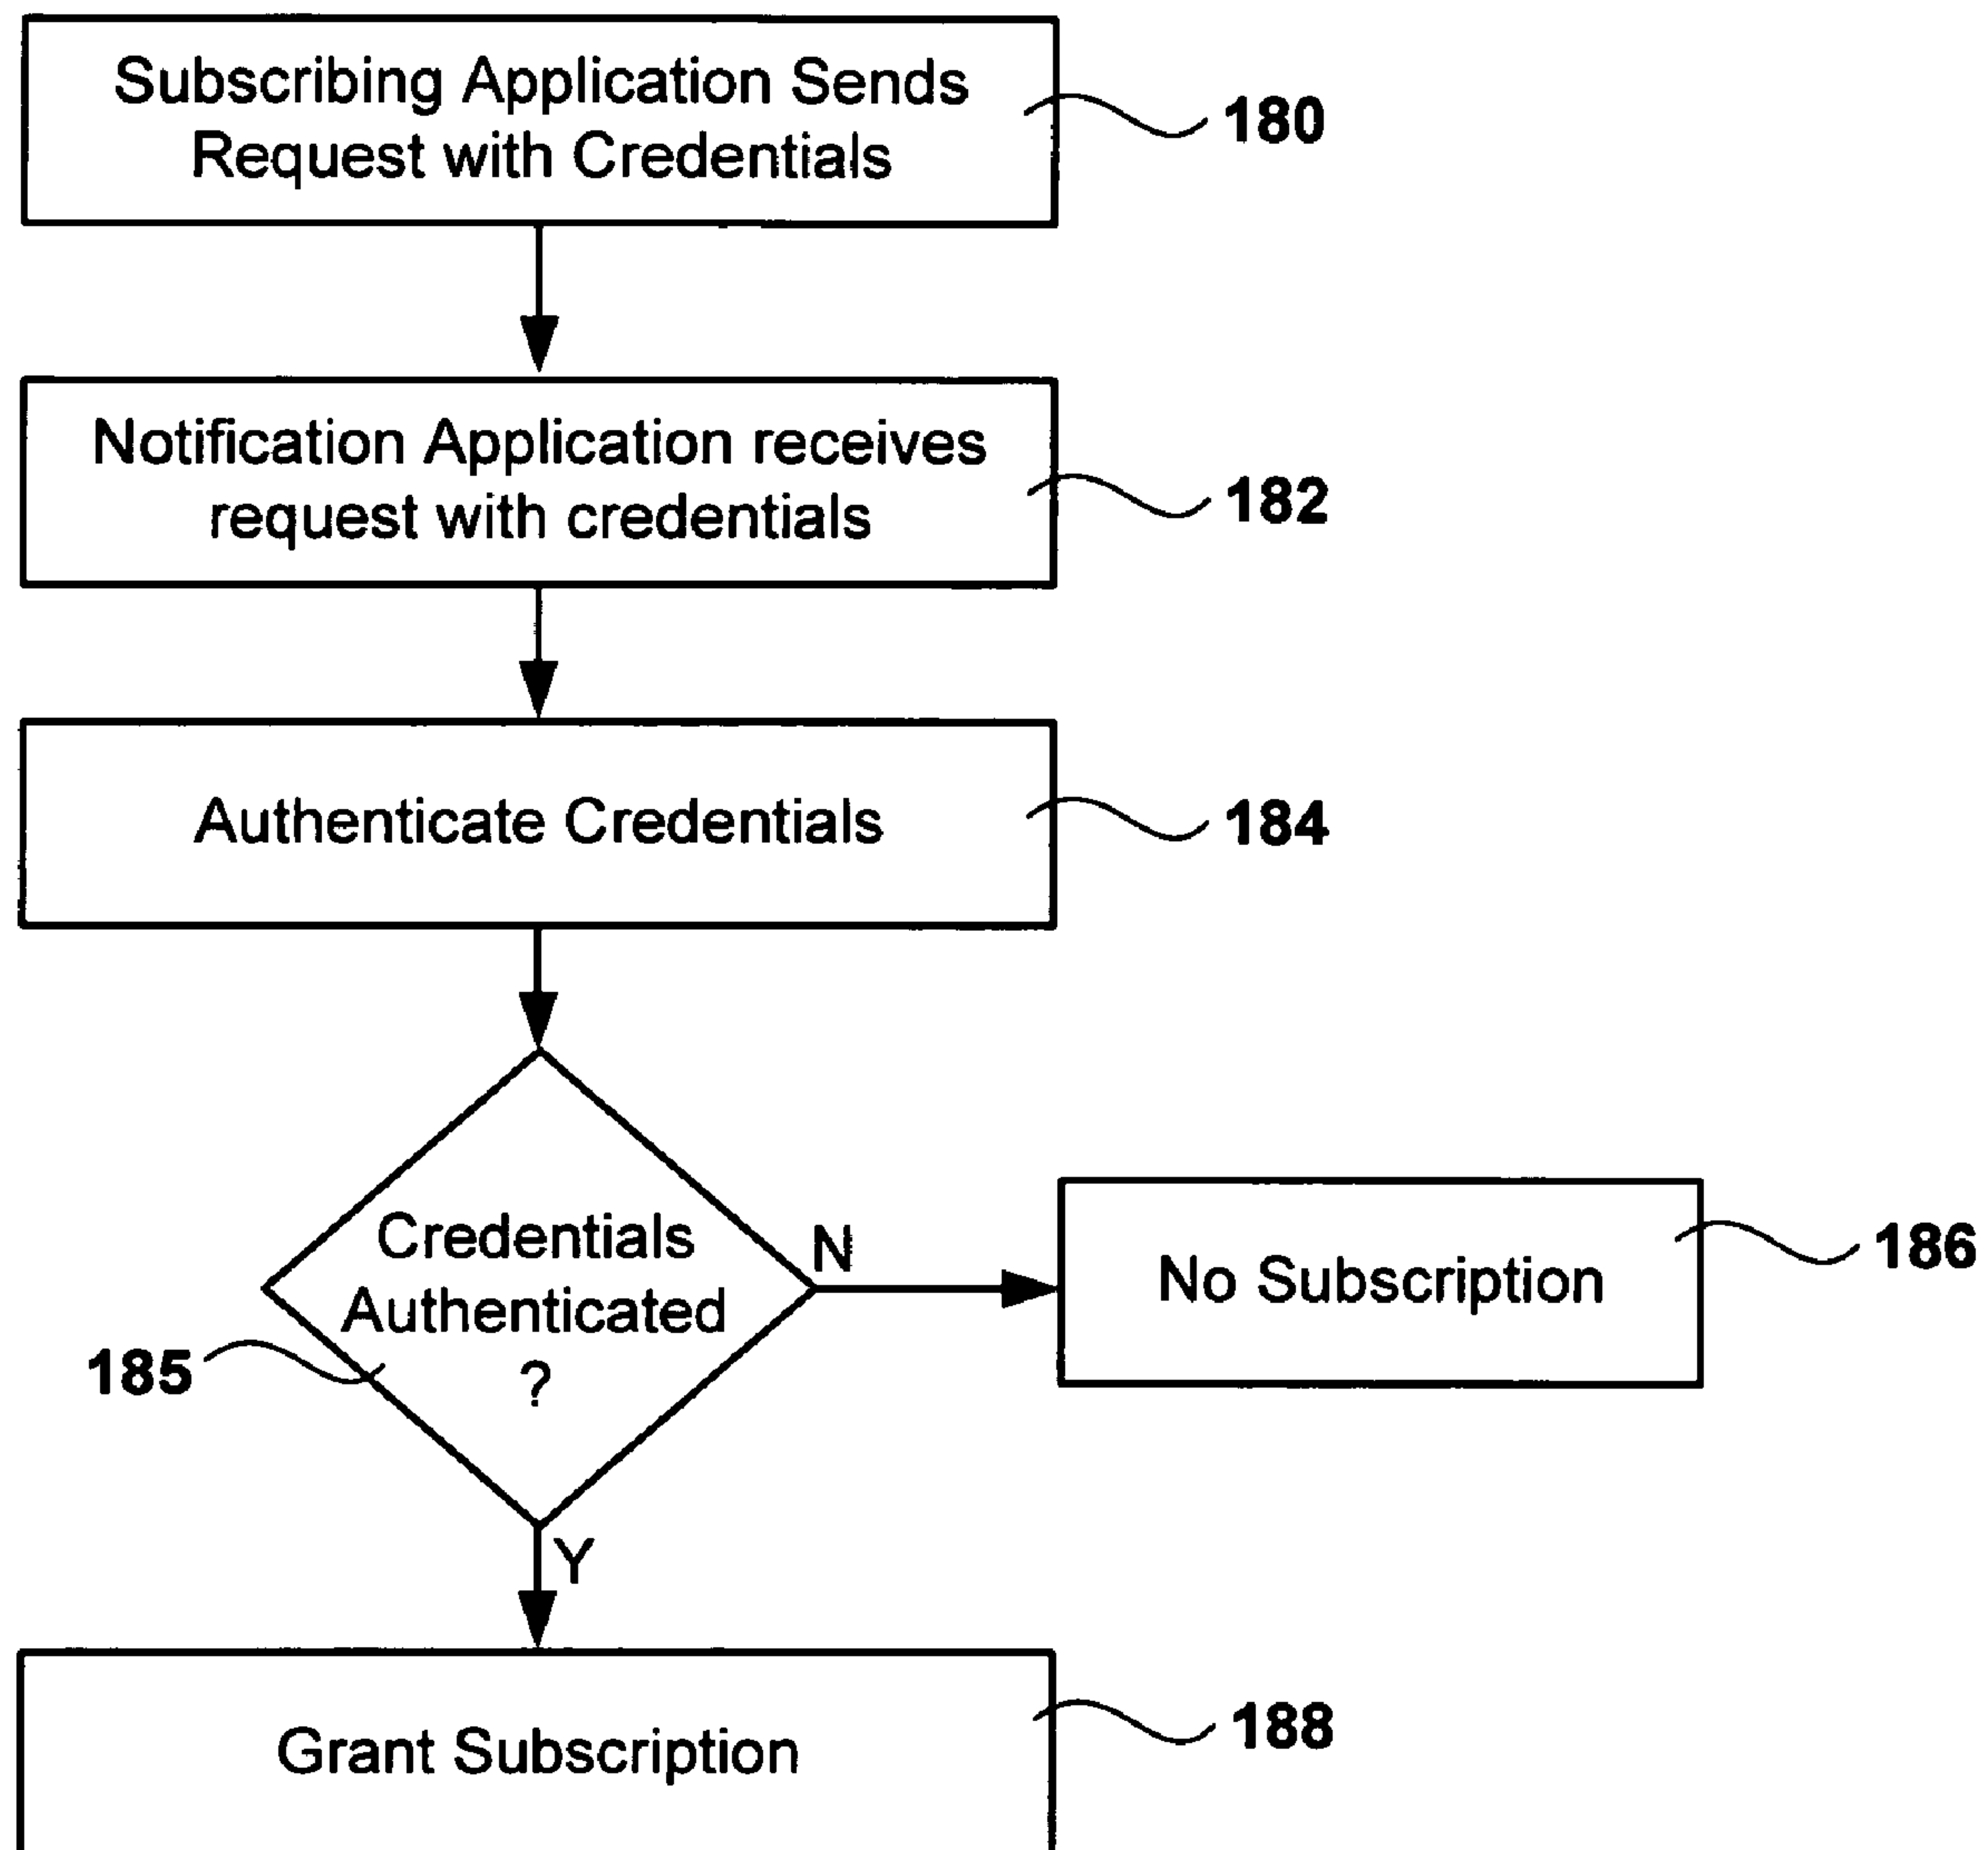 Subscribing Application Sends
Request with Credentials
180
Notification Application receives
request with credentials
182
Authenticate Credentials
184
Credentials
Authenticated
?
185
N
No Subscription
186
Y
Grant Subscription
188